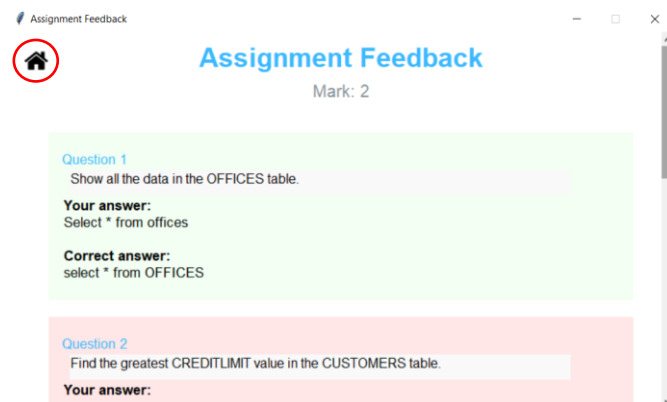 Assignment Feedback
Assignment Feedback
Mark: 2
Question 1
Show all the data in the OFFICES table.
Your answer:
Select * from offices
Correct answer:
select * from OFFICES
Question 2
Find the greatest CREDITLIMIT value in the CUSTOMERS table.
Your answer: